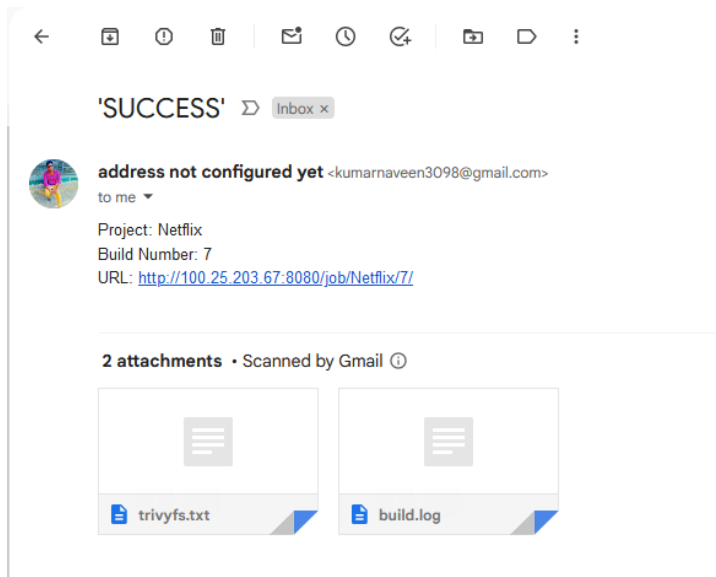 'SUCCESS' Inbox ×
address not configured yet <kumarnaveen3098@gmail.com>
to me
Project: Netflix
Build Number: 7
URL: http://100.25.203.67:8080/job/Netflix/7/
2 attachments • Scanned by Gmail
trivyfs.txt
build.log